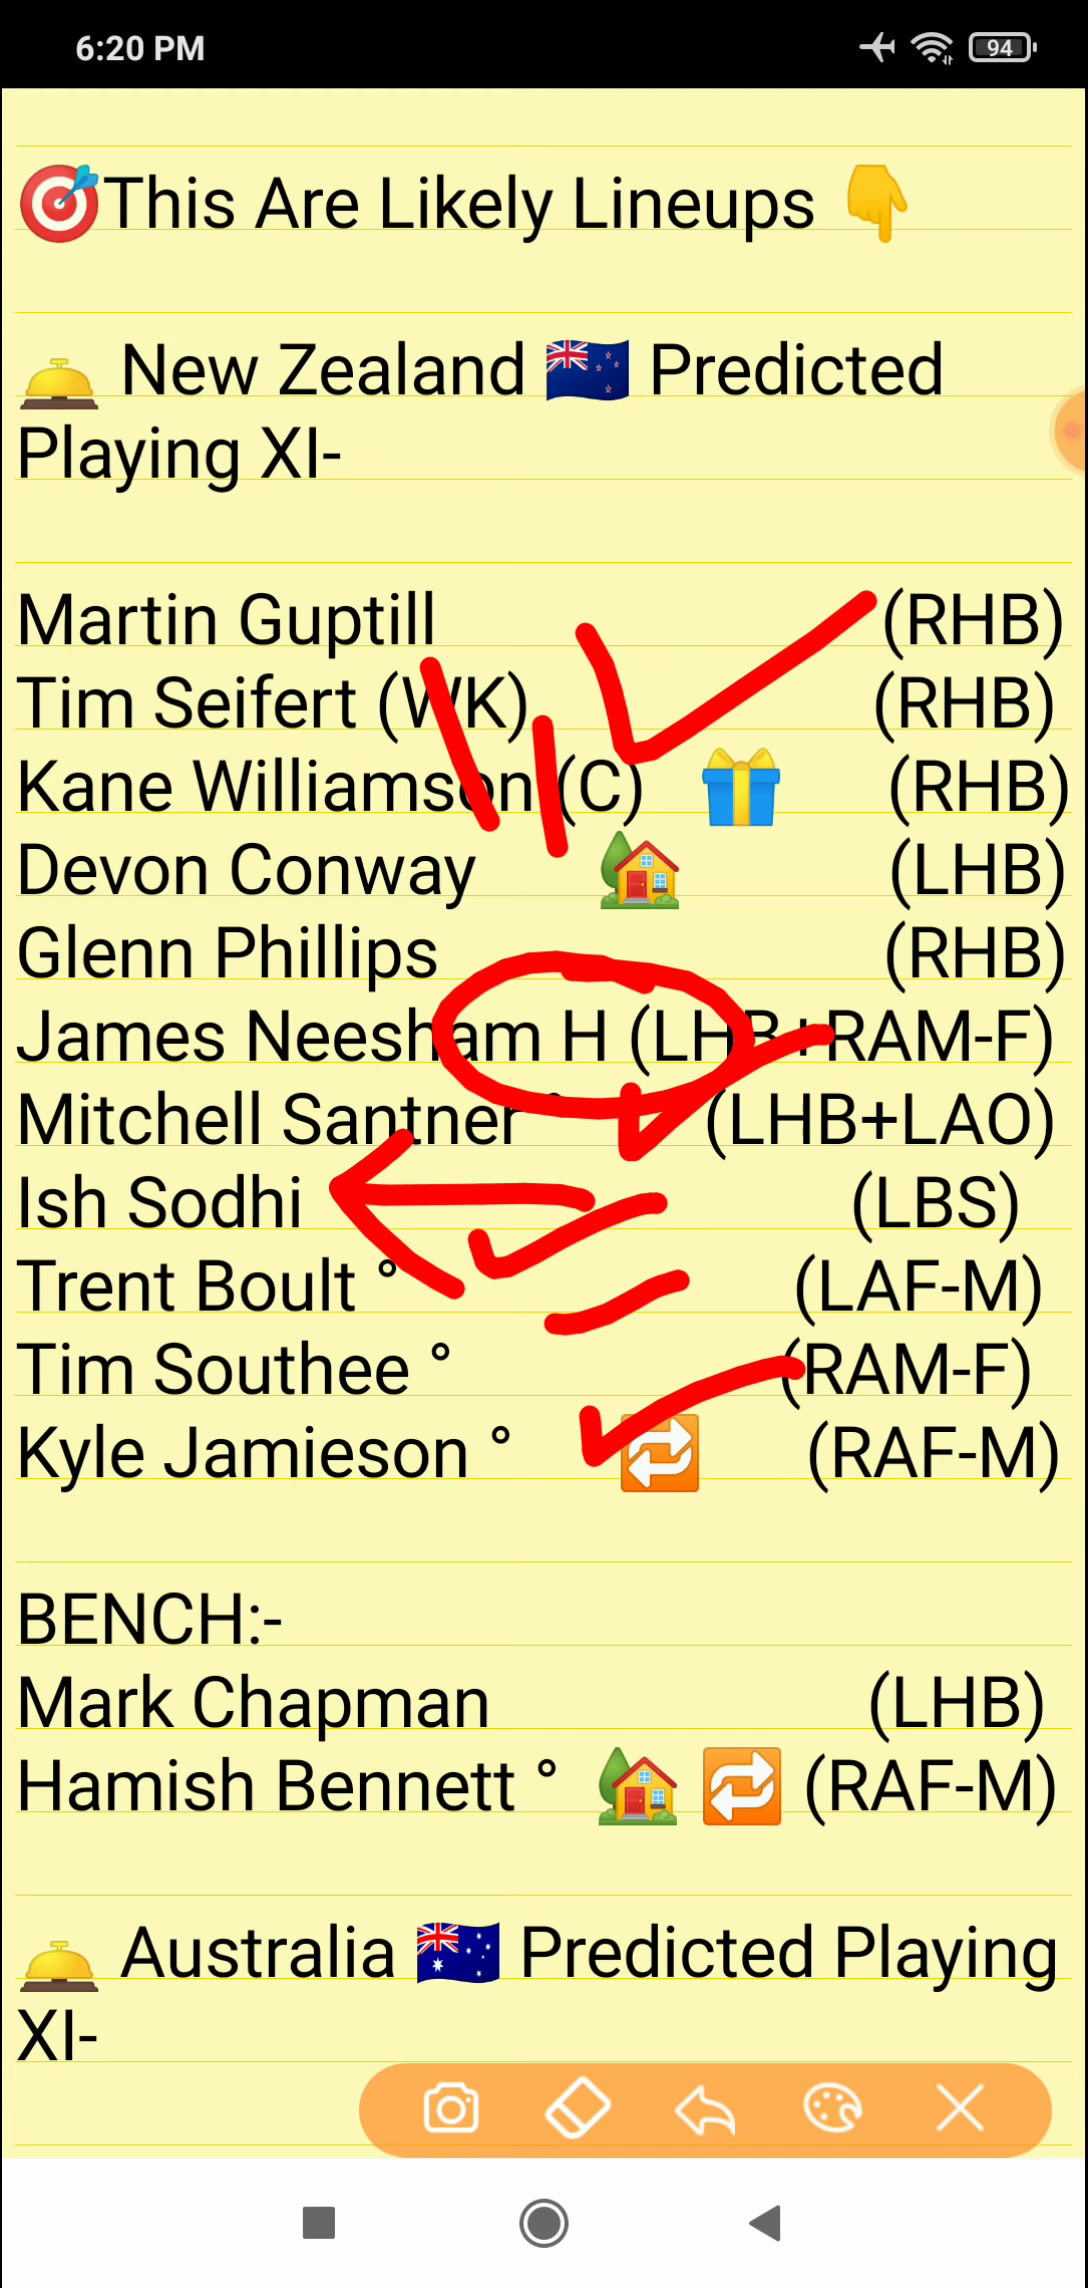 6:20 PM
94
🎯This Are Likely Lineups 👇
🛎️ New Zealand 🇳🇿 Predicted
Playing XI-
Martin Guptill (RHB)
Tim Seifert (WK) (RHB)
Kane Williamson (C) 🎁 (RHB)
Devon Conway 🏡 (LHB)
Glenn Phillips (RHB)
James Neesham H (LHB+RAM-F)
Mitchell Santner ° (LHB+LAO)
Ish Sodhi (LBS)
Trent Boult ° (LAF-M)
Tim Southee ° (RAM-F)
Kyle Jamieson ° 🔁 (RAF-M)
BENCH:-
Mark Chapman (LHB)
Hamish Bennett ° 🏡 🔁 (RAF-M)
🛎️ Australia 🇦🇺 Predicted Playing
XI-